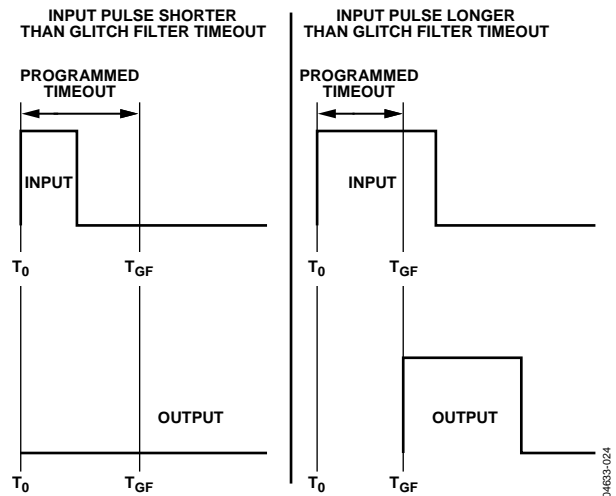 INPUT PULSE SHORTER
THAN GLITCH FILTER TIMEOUT
PROGRAMMED
TIMEOUT
INPUT
T0
TGF
OUTPUT
T0
TGF
INPUT PULSE LONGER
THAN GLITCH FILTER TIMEOUT
PROGRAMMED
TIMEOUT
INPUT
T0
TGF
OUTPUT
T0
TGF
04693-024